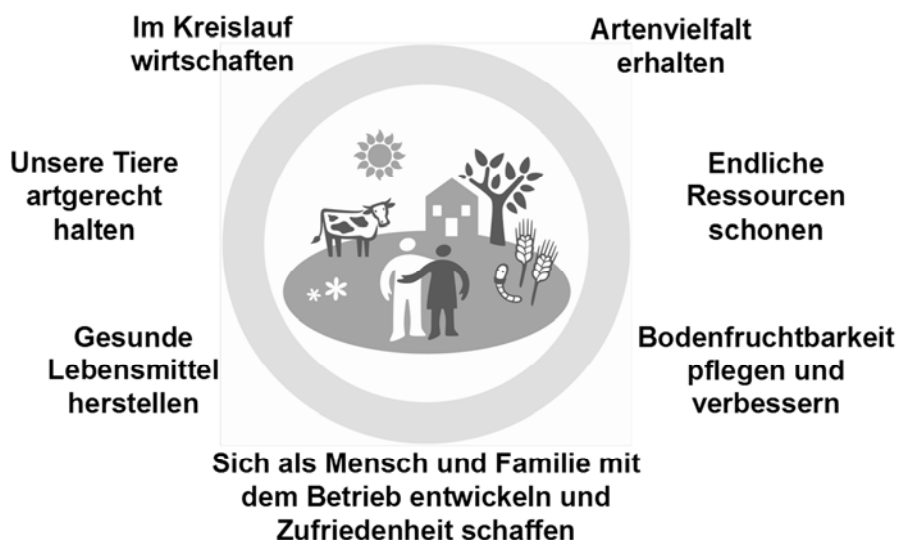 Im Kreislauf
wirtschaften
Artenvielfalt
erhalten
Unsere Tiere
artgerecht
halten
Endliche
Ressourcen
schonen
Gesunde
Lebensmittel
herstellen
Bodenfruchtbarkeit
pflegen und
verbessern
Sich als Mensch und Familie mit
dem Betrieb entwickeln und
Zufriedenheit schaffen